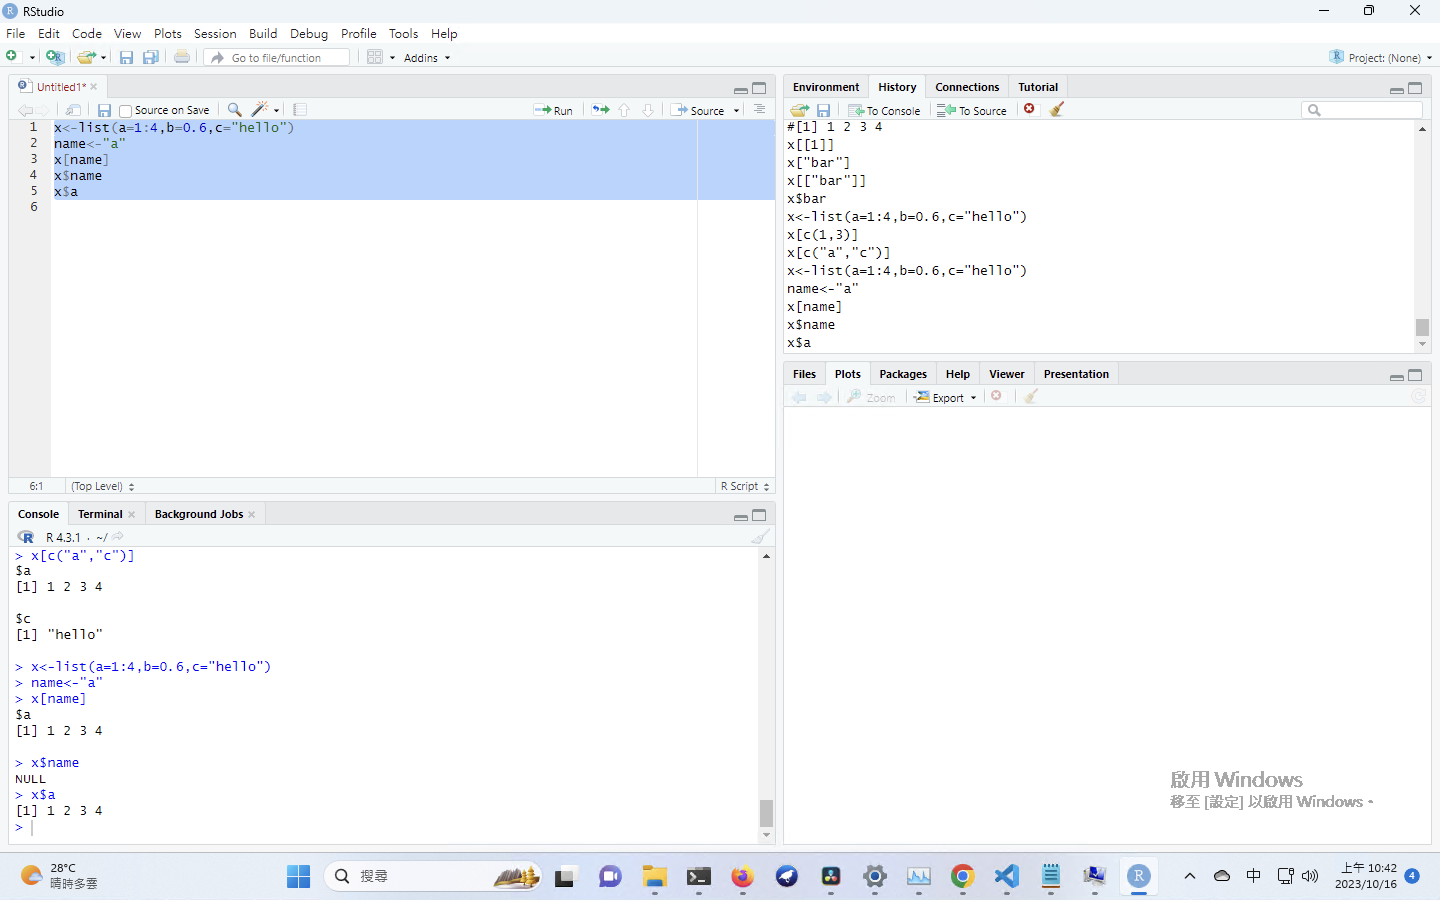 RStudio
File Edit Code View Plots Session Build Debug Profile Tools Help
Go to file/function Addins Project: (None)
Untitled1*
Source on Save Run Source
1 x<-list(a=1:4,b=0.6,c="hello")
2 name<-"a"
3 x[name]
4 x$name
5 x$a
6
6:1 (Top Level) R Script
Console Terminal Background Jobs
R 4.3.1 · ~/
> x[c("a","c")]
$a
[1] 1 2 3 4
$c
[1] "hello"
> x<-list(a=1:4,b=0.6,c="hello")
> name<-"a"
> x[name]
$a
[1] 1 2 3 4
> x$name
NULL
> x$a
[1] 1 2 3 4
>
Environment History Connections Tutorial
To Console To Source
#[1] 1 2 3 4
x[[1]]
x["bar"]
x[["bar"]]
x$bar
x<-list(a=1:4,b=0.6,c="hello")
x[c(1,3)]
x[c("a","c")]
x<-list(a=1:4,b=0.6,c="hello")
name<-"a"
x[name]
x$name
x$a
Files Plots Packages Help Viewer Presentation
Zoom Export
啟用 Windows
移至 [設定] 以啟用 Windows。
28°C
晴時多雲
搜尋
中
上午 10:42
2023/10/16
4